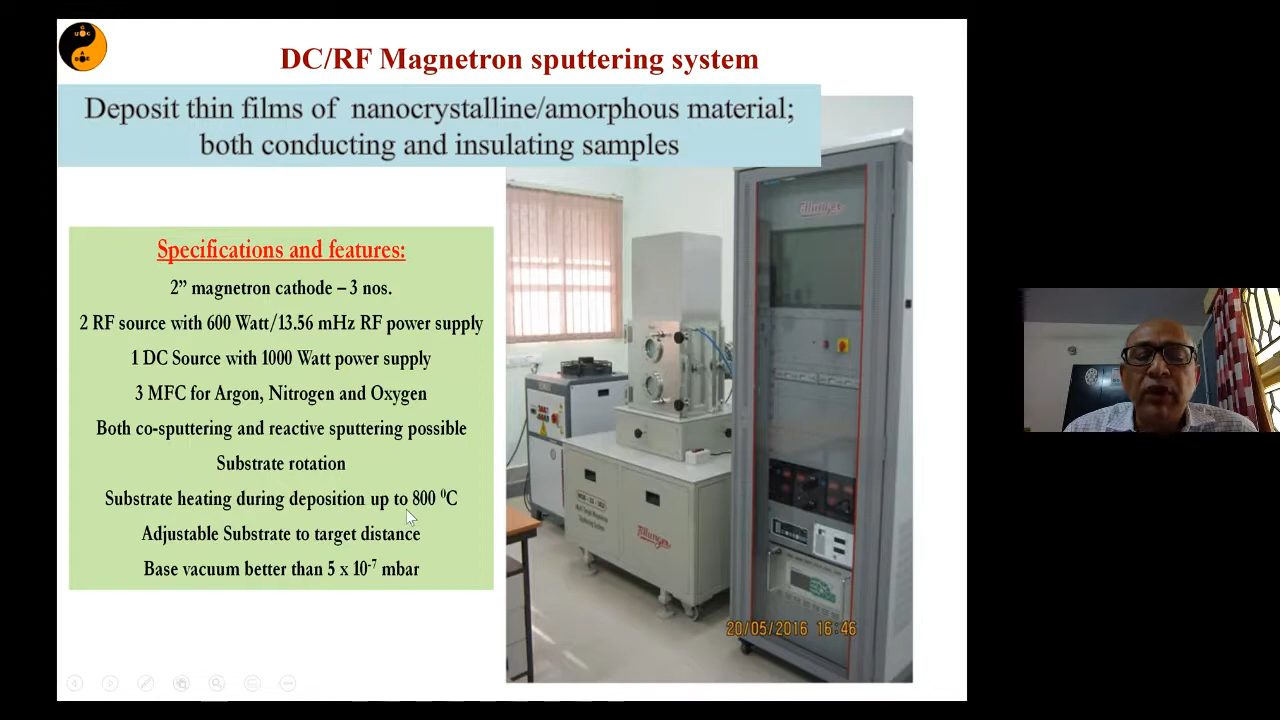 DC/RF Magnetron sputtering system
Deposit thin films of nanocrystalline/amorphous material;
both conducting and insulating samples
Specifications and features:
2” magnetron cathode – 3 nos.
2 RF source with 600 Watt/13.56 mHz RF power supply
1 DC Source with 1000 Watt power supply
3 MFC for Argon, Nitrogen and Oxygen
Both co-sputtering and reactive sputtering possible
Substrate rotation
Substrate heating during deposition up to 800 ⁰C
Adjustable Substrate to target distance
Base vacuum better than 5 x 10⁻⁷ mbar
20/05/2016 16:46